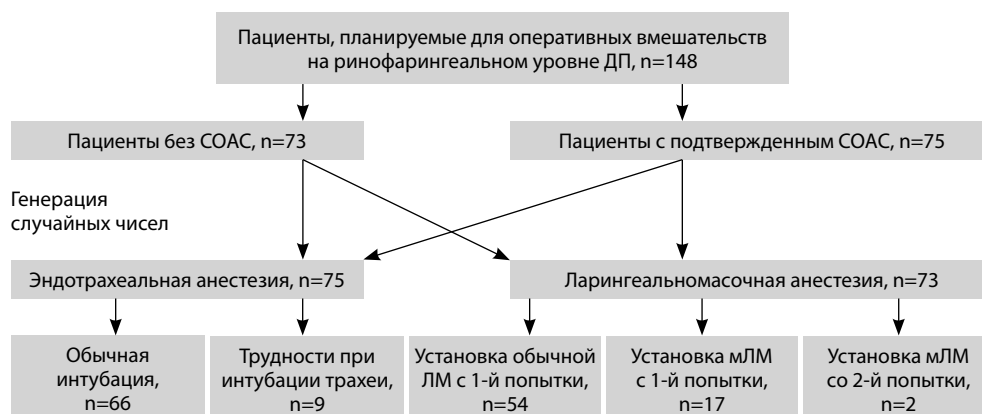 Пациенты, планируемые для оперативных вмешательств
на ринофарингеальном уровне ДП, n=148
Пациенты без СОАС, n=73
Пациенты с подтвержденным СОАС, n=75
Генерация
случайных чисел
Эндотрахеальная анестезия, n=75
Ларингеальномасочная анестезия, n=73
Обычная
интубация,
n=66
Трудности при
интубации трахеи,
n=9
Установка обычной
ЛМ с 1-й попытки,
n=54
Установка мЛМ
с 1-й попытки,
n=17
Установка мЛМ
со 2-й попытки,
n=2